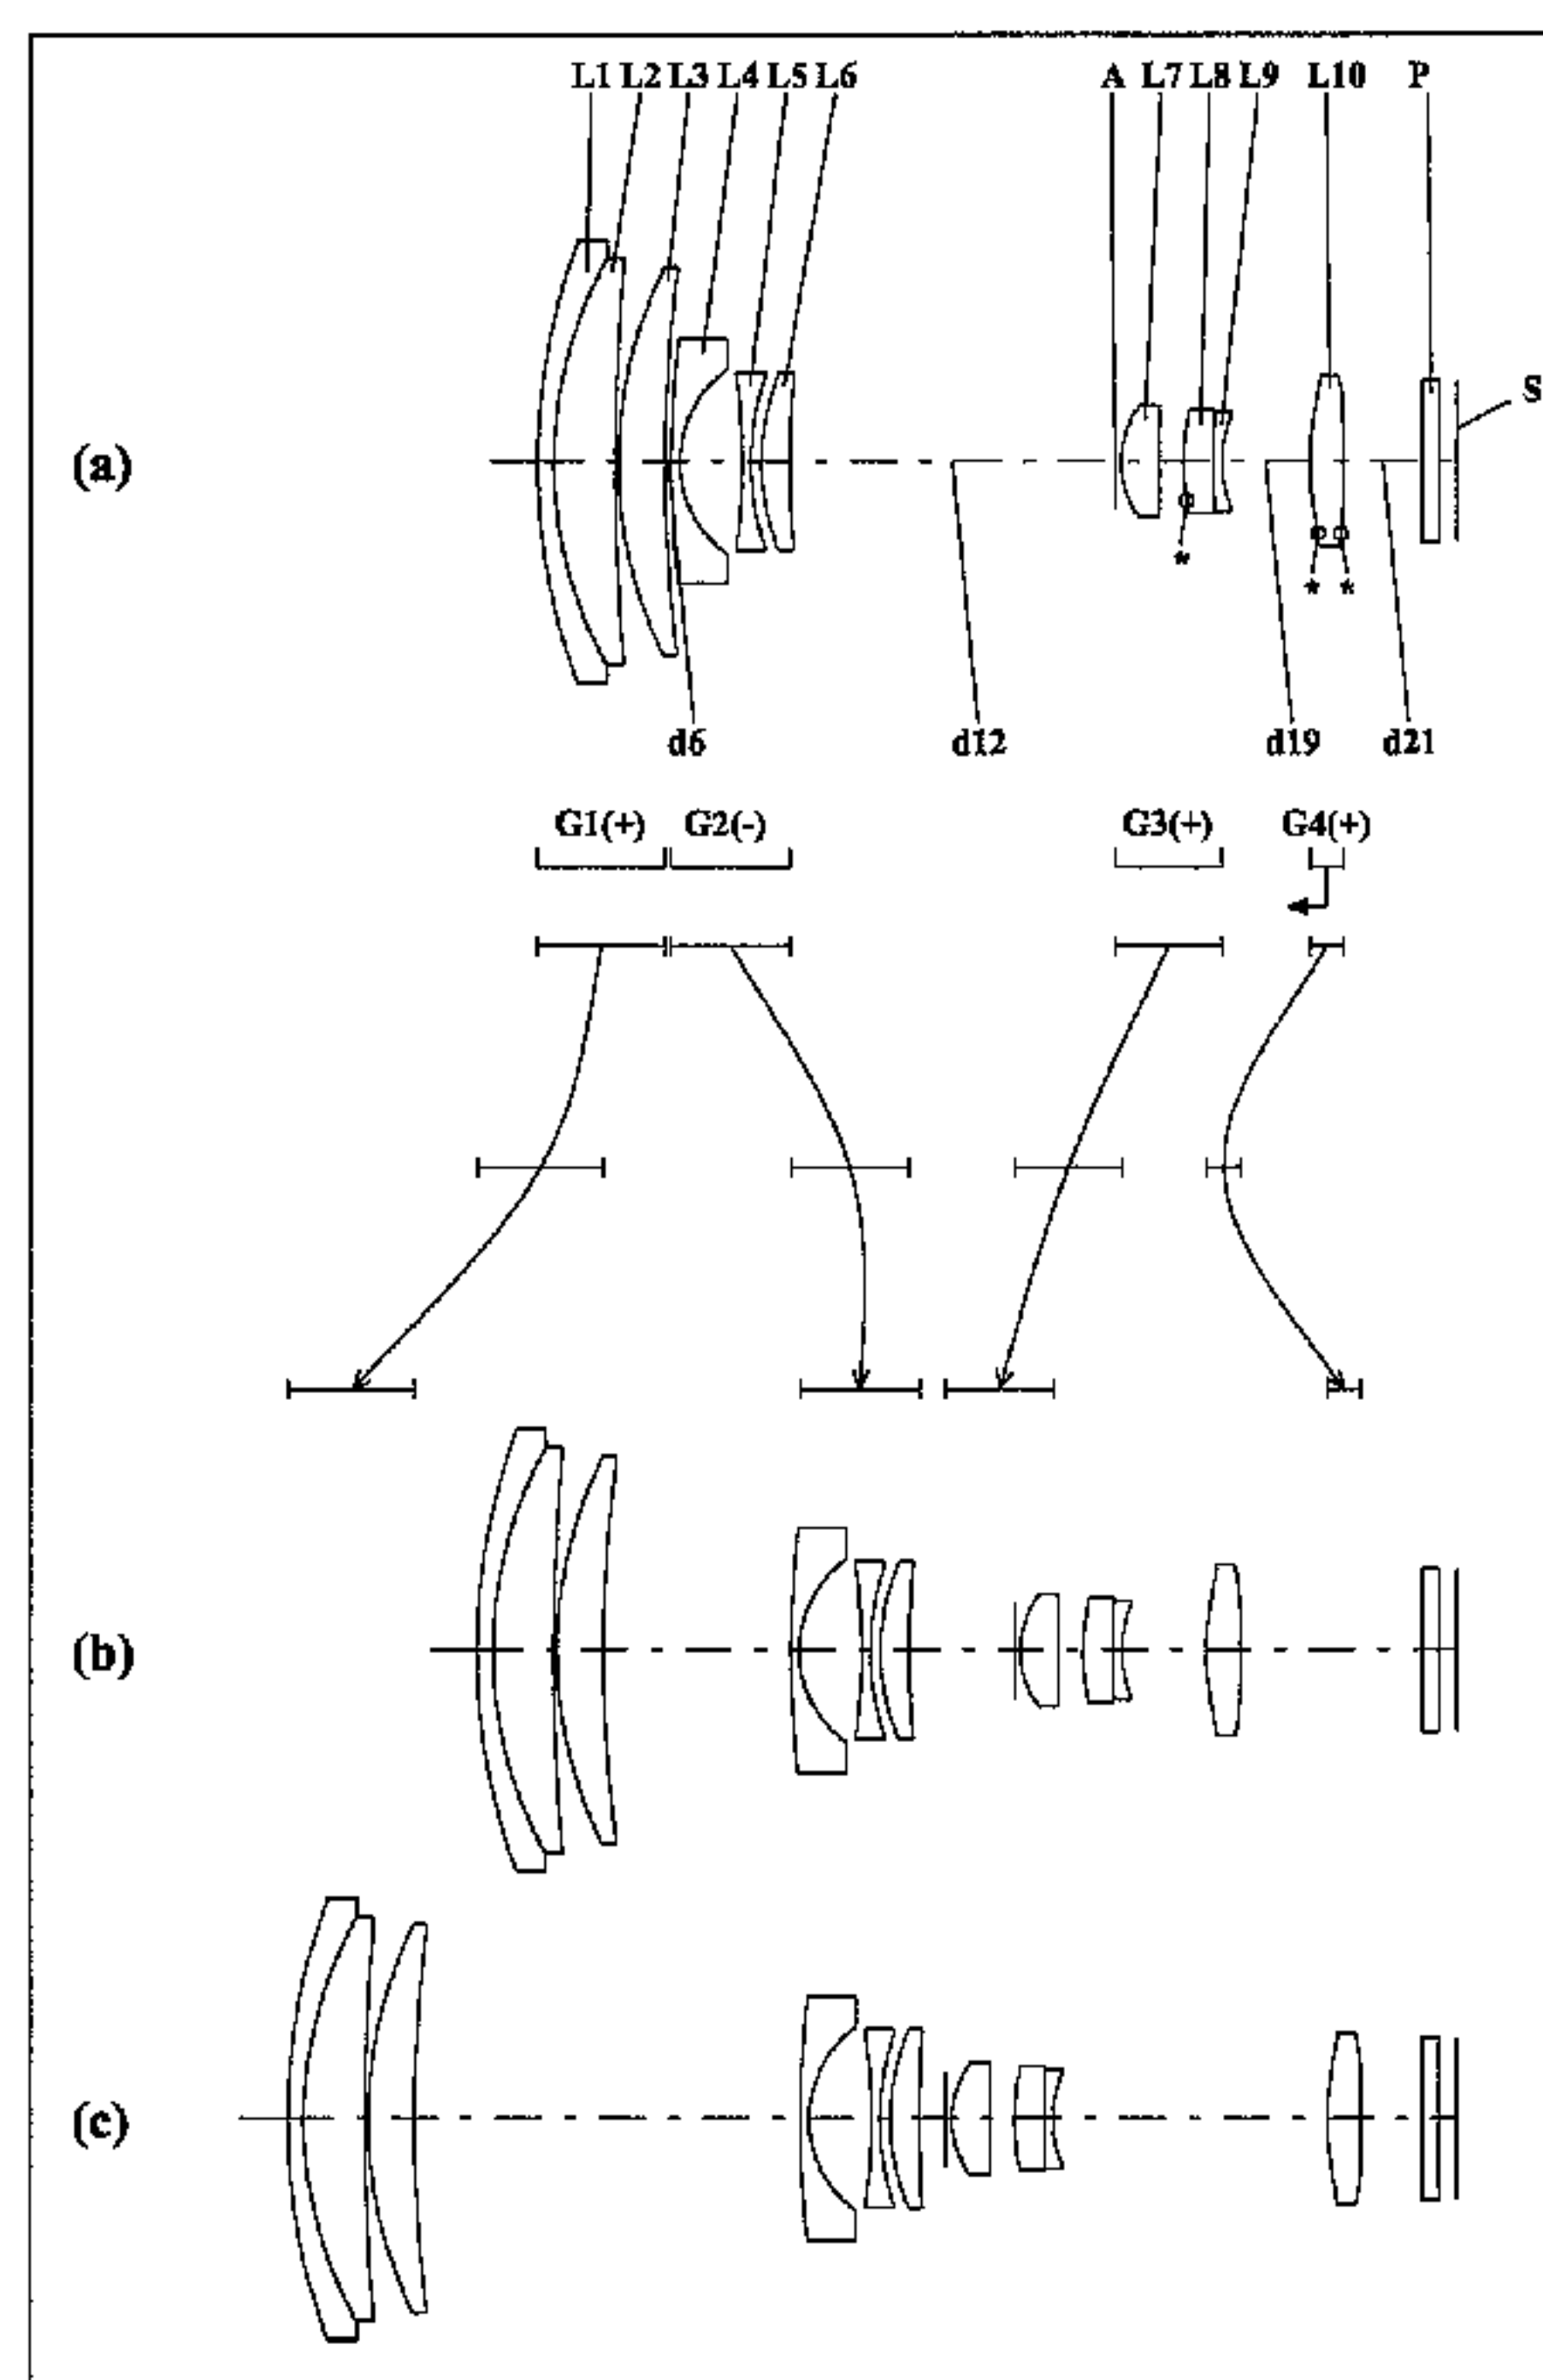 L1 L2 L3 L4 L5 L6 A L7 L8 L9 L10 P
S
(a)
*
* *
d6 d12 d19 d21
G1(+) G2(-) G3(+) G4(+)
(b)
(c)